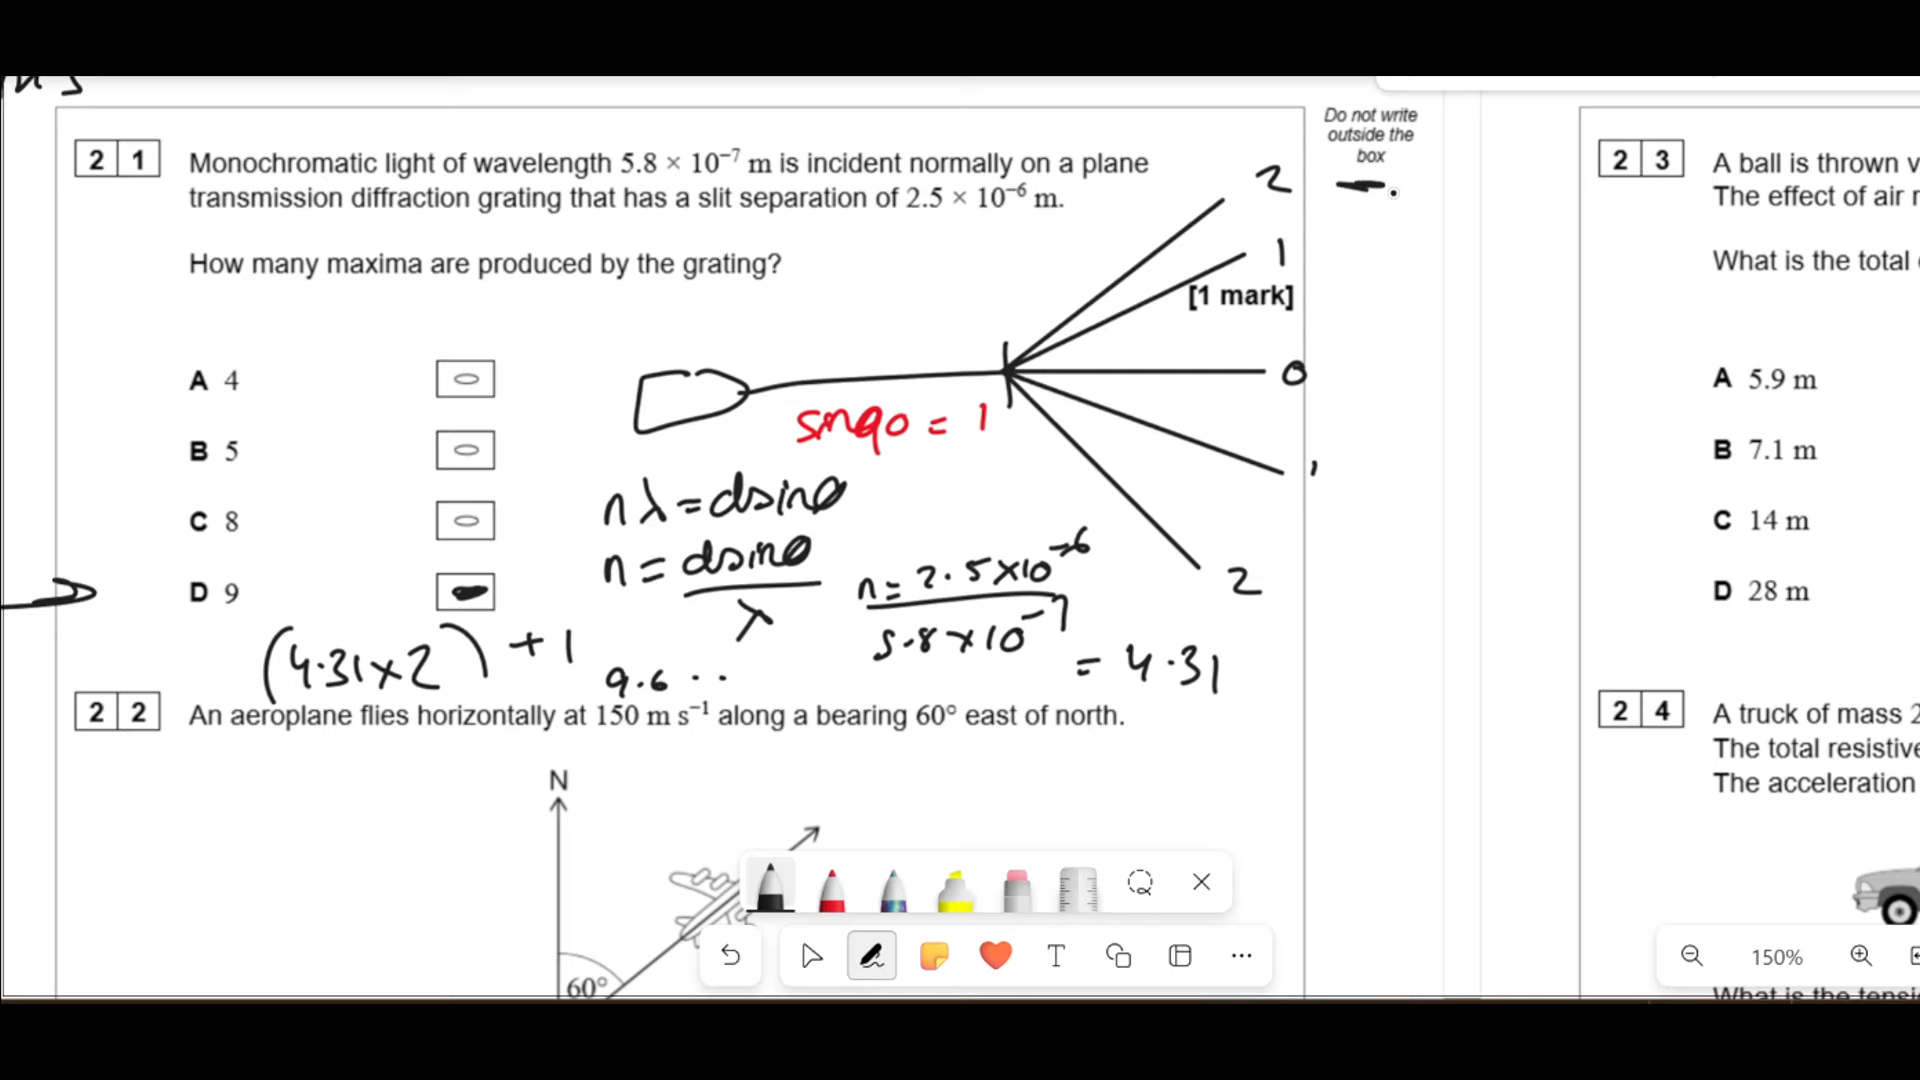 Do not write
outside the
box
2 1 Monochromatic light of wavelength 5.8 × 10⁻⁷ m is incident normally on a plane
transmission diffraction grating that has a slit separation of 2.5 × 10⁻⁶ m.
How many maxima are produced by the grating?
[1 mark]
A 4
B 5
C 8
D 9
2
1
0
1
2
sin90 = 1
nλ = dsinθ
n = dsinθ
λ
n = 2.5×10⁻⁶
5.8×10⁻⁷
= 4.31
(4.31×2) + 1
9.6 ..
2 2 An aeroplane flies horizontally at 150 m s⁻¹ along a bearing 60° east of north.
N
60°
2 3 A ball is thrown v
The effect of air r
What is the total
A 5.9 m
B 7.1 m
C 14 m
D 28 m
2 4 A truck of mass 2
The total resistive
The acceleration
What is the tensi
T
150%